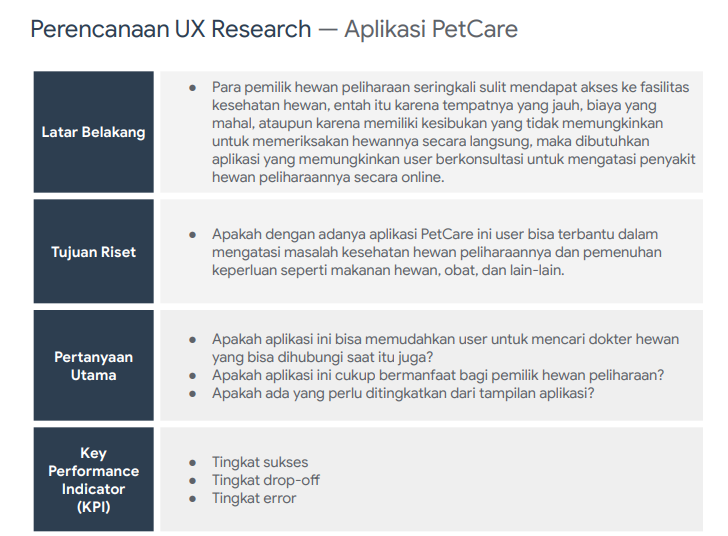 Perencanaan UX Research — Aplikasi PetCare
Latar Belakang
● Para pemilik hewan peliharaan seringkali sulit mendapat akses ke fasilitas
kesehatan hewan, entah itu karena tempatnya yang jauh, biaya yang
mahal, ataupun karena memiliki kesibukan yang tidak memungkinkan
untuk memeriksakan hewannya secara langsung, maka dibutuhkan
aplikasi yang memungkinkan user berkonsultasi untuk mengatasi penyakit
hewan peliharaannya secara online.
Tujuan Riset
● Apakah dengan adanya aplikasi PetCare ini user bisa terbantu dalam
mengatasi masalah kesehatan hewan peliharaannya dan pemenuhan
keperluan seperti makanan hewan, obat, dan lain-lain.
Pertanyaan
Utama
● Apakah aplikasi ini bisa memudahkan user untuk mencari dokter hewan
yang bisa dihubungi saat itu juga?
● Apakah aplikasi ini cukup bermanfaat bagi pemilik hewan peliharaan?
● Apakah ada yang perlu ditingkatkan dari tampilan aplikasi?
Key
Performance
Indicator
(KPI)
● Tingkat sukses
● Tingkat drop-off
● Tingkat error